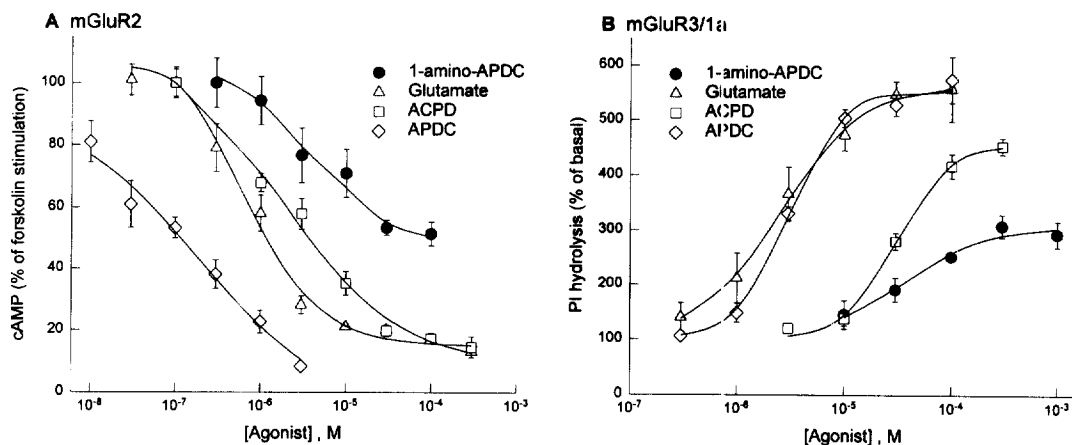 A mGluR2
cAMP (% of forskolin stimulation)
100
80
60
40
20
0
10⁻⁸ 10⁻⁷ 10⁻⁶ 10⁻⁵ 10⁻⁴ 10⁻³
[Agonist] , M
1-amino-APDC
Glutamate
ACPD
APDC
B mGluR3/1a
PI hydrolysis (% of basal)
600
500
400
300
200
100
0
10⁻⁷ 10⁻⁶ 10⁻⁵ 10⁻⁴ 10⁻³
[Agonist] , M
1-amino-APDC
Glutamate
ACPD
APDC